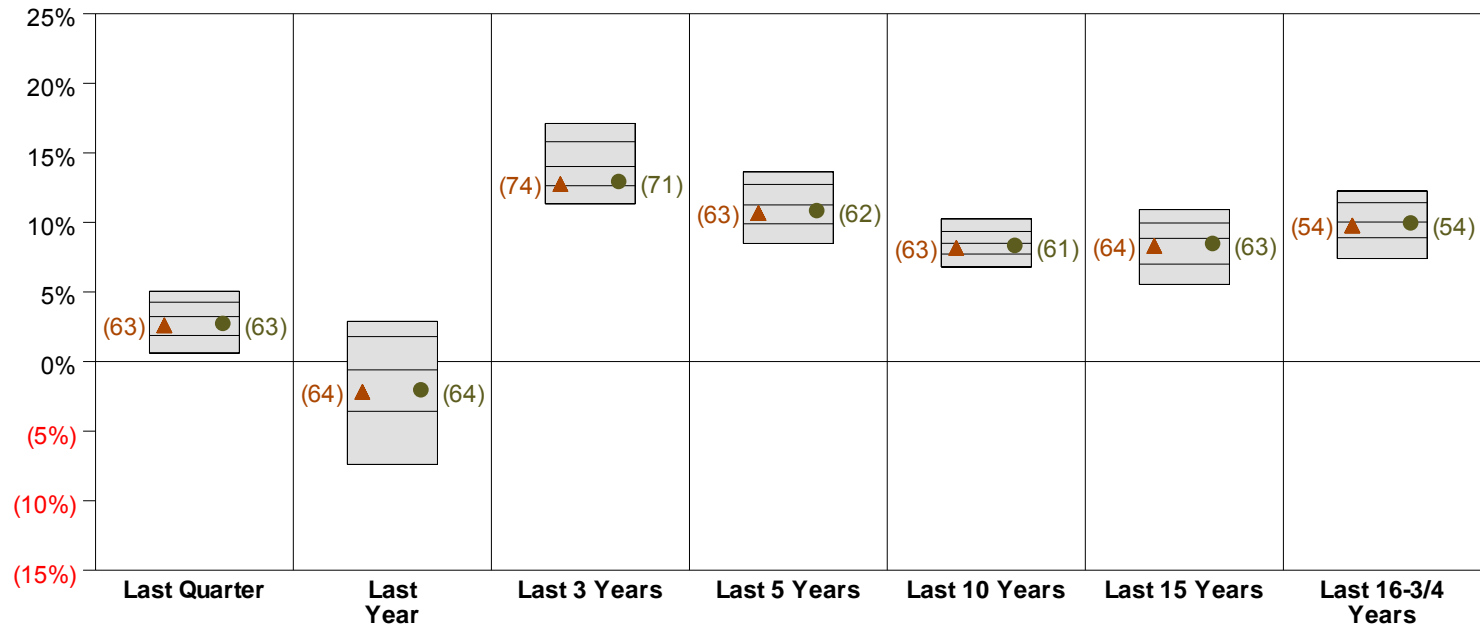 25%
20%
15%
10%
5%
0%
(5%)
(10%)
(15%)
(63) (63)
(64) (64)
(74) (71)
(63) (62)
(63) (61)
(64) (63)
(54) (54)
Last Quarter
Last
Year
Last 3 Years
Last 5 Years
Last 10 Years
Last 15 Years
Last 16-3/4
Years